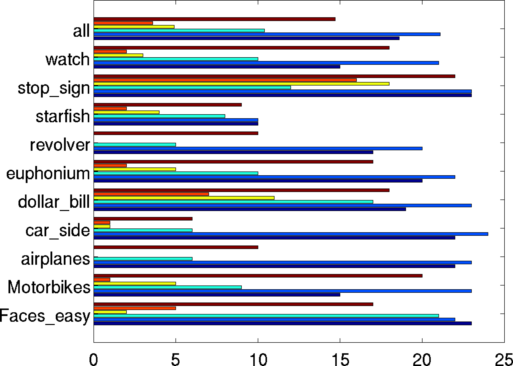 all
watch
stop_sign
starfish
revolver
euphonium
dollar_bill
car_side
airplanes
Motorbikes
Faces_easy
0 5 10 15 20 25